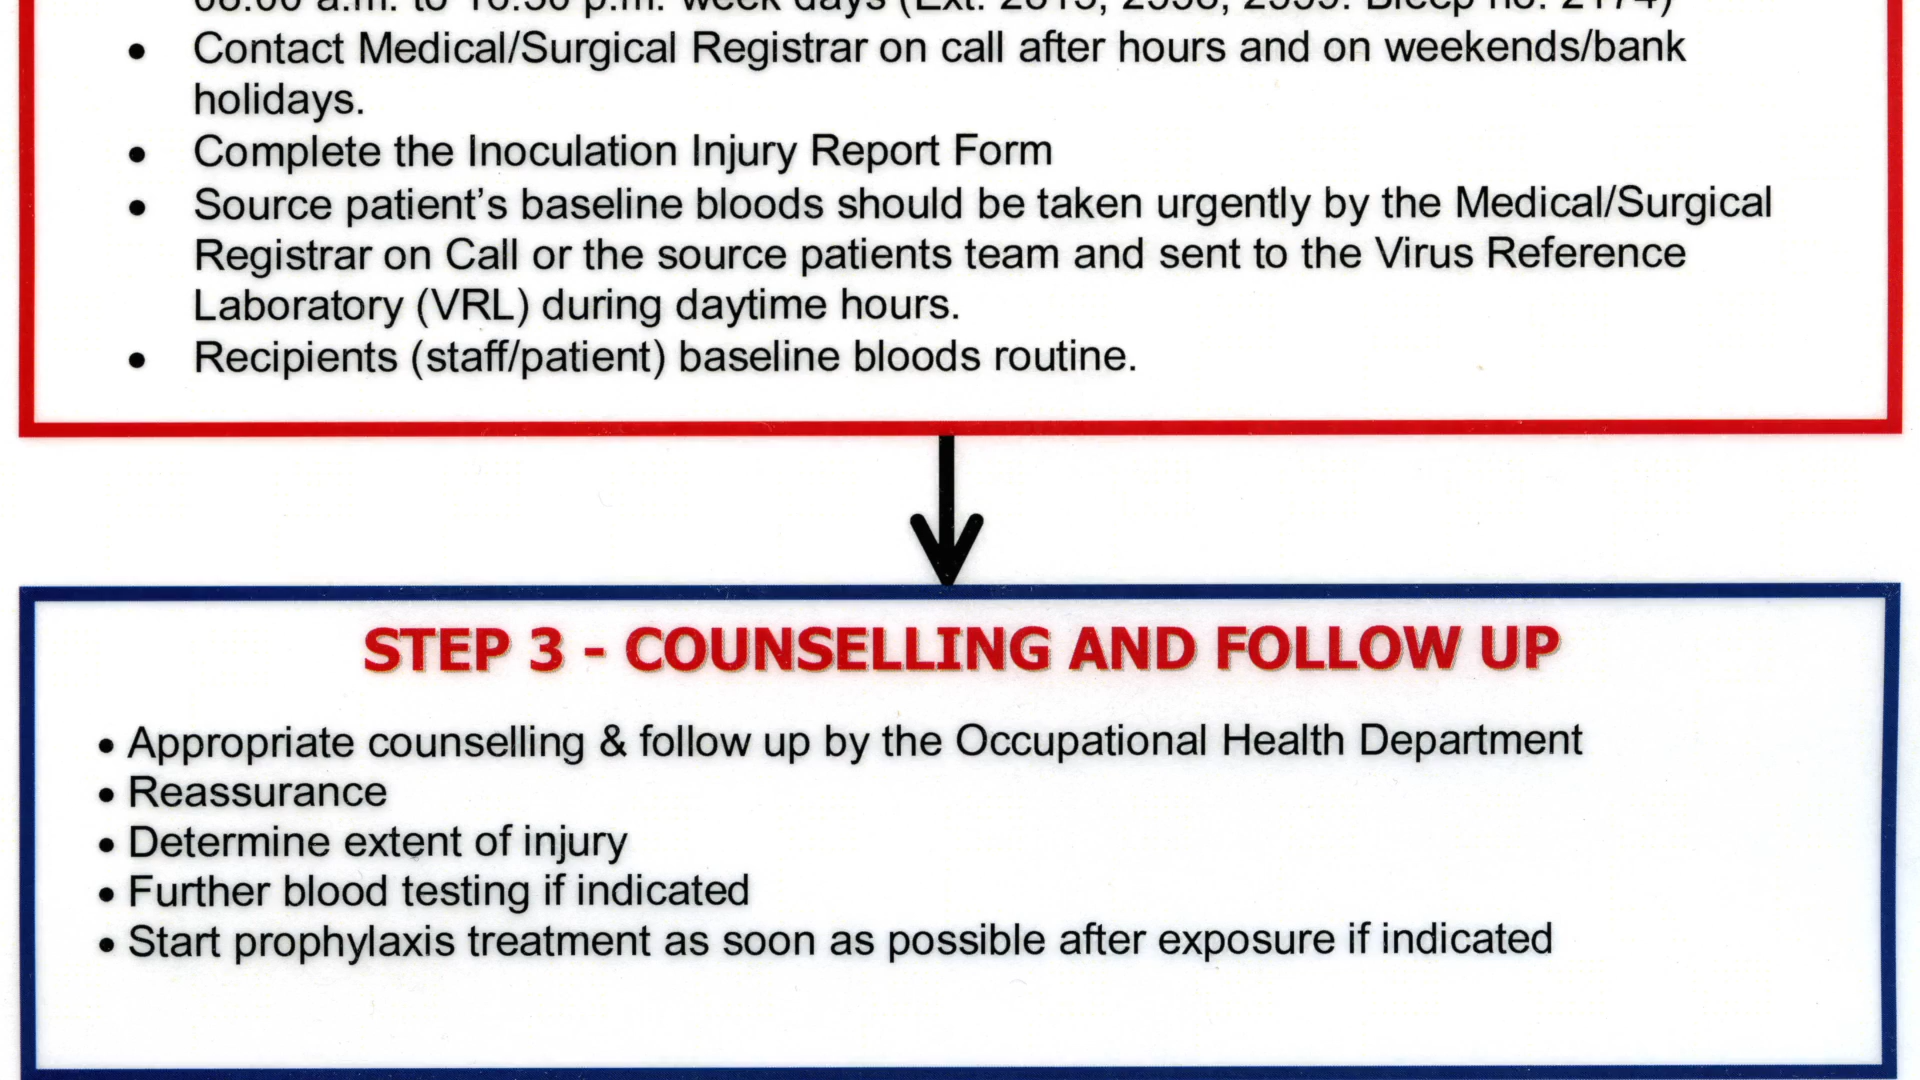 a.m. to p.m. week days (Ext.
• Contact Medical/Surgical Registrar on call after hours and on weekends/bank
holidays.
• Complete the Inoculation Injury Report Form
• Source patient’s baseline bloods should be taken urgently by the Medical/Surgical
Registrar on Call or the source patients team and sent to the Virus Reference
Laboratory (VRL) during daytime hours.
• Recipients (staff/patient) baseline bloods routine.
STEP 3 - COUNSELLING AND FOLLOW UP
• Appropriate counselling & follow up by the Occupational Health Department
• Reassurance
• Determine extent of injury
• Further blood testing if indicated
• Start prophylaxis treatment as soon as possible after exposure if indicated